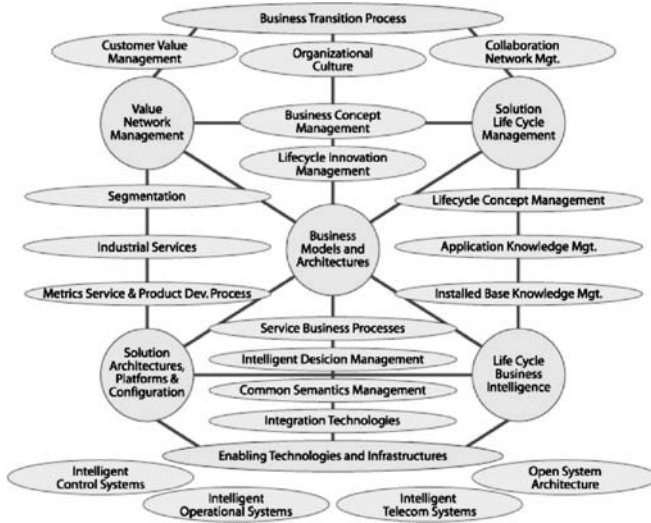 Business Transition Process
Customer Value
Management
Organizational
Culture
Collaboration
Network Mgt.
Value
Network
Management
Business Concept
Management
Solution
Life Cycle
Management
Lifecycle Innovation
Management
Segmentation
Lifecycle Concept Management
Industrial Services
Business
Models and
Architectures
Application Knowledge Mgt.
Metrics Service & Product Dev. Process
Installed Base Knowledge Mgt.
Service Business Processes
Solution
Architectures,
Platforms &
Configuration
Intelligent Desicion Management
Life Cycle
Business
Intelligence
Common Semantics Management
Integration Technologies
Enabling Technologies and Infrastructures
Intelligent
Control Systems
Intelligent
Operational Systems
Intelligent
Telecom Systems
Open System
Architecture